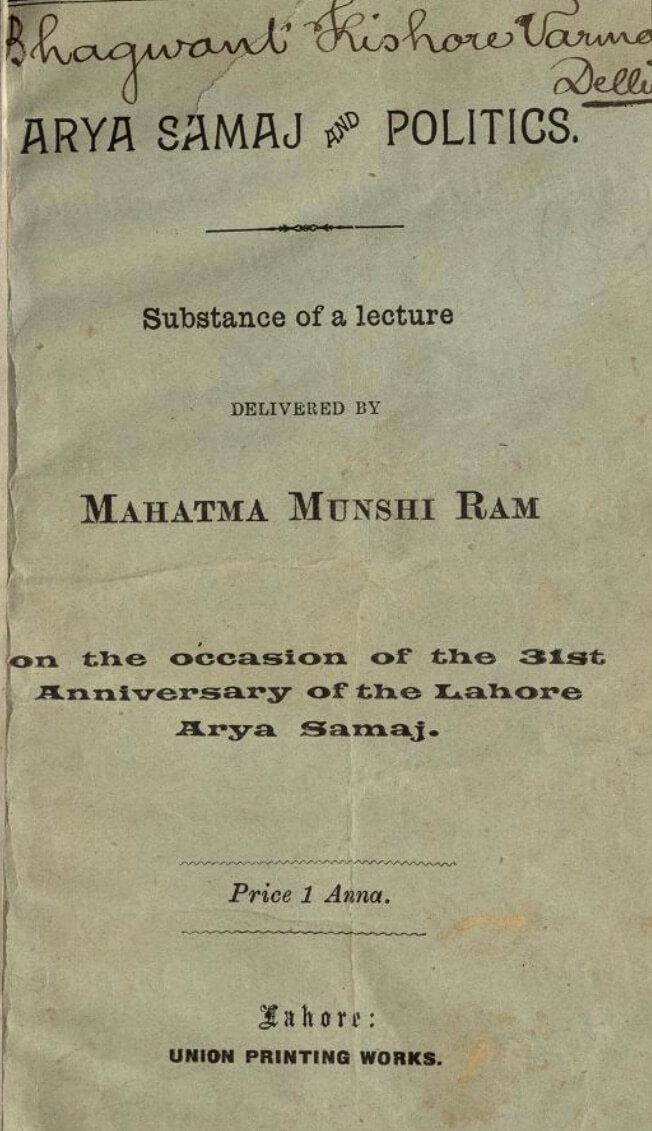 Bhagwant Kishore Varma
Delhi
ARYA SAMAJ AND POLITICS.
Substance of a lecture
DELIVERED BY
MAHATMA MUNSHI RAM
on the occasion of the 31st
Anniversary of the Lahore
Arya Samaj.
Price 1 Anna.
Lahore:
UNION PRINTING WORKS.